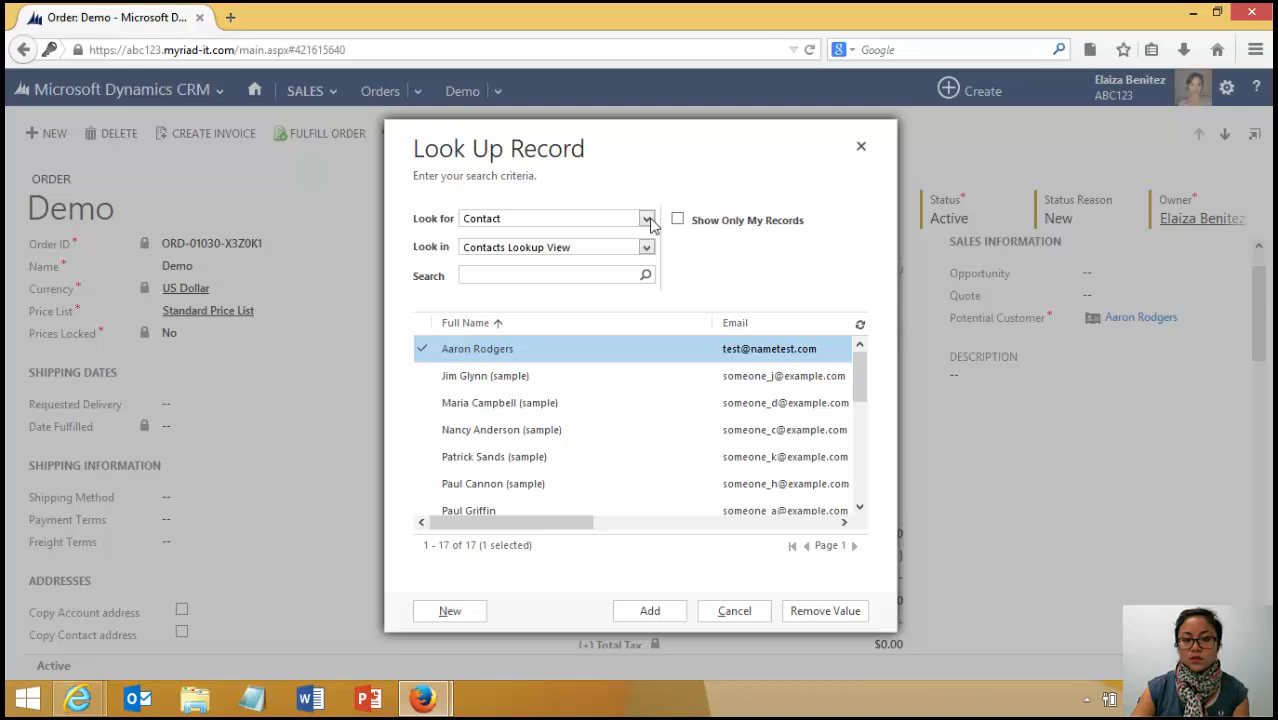 Order: Demo - Microsoft D...
https://abc123.myriad-it.com/main.aspx#421615640
Google
Microsoft Dynamics CRM
SALES
Orders
Demo
Create
Elaiza Benitez
ABC123
NEW
DELETE
CREATE INVOICE
FULFILL ORDER
ORDER
Demo
Order ID
ORD-01030-X3Z0K1
Name*
Demo
Currency*
US Dollar
Price List*
Standard Price List
Prices Locked*
No
SHIPPING DATES
Requested Delivery
--
Date Fulfilled
--
SHIPPING INFORMATION
Shipping Method
--
Payment Terms
--
Freight Terms
--
ADDRESSES
Copy Account address
Copy Contact address
Active
Look Up Record
Enter your search criteria.
Look for
Contact
Show Only My Records
Look in
Contacts Lookup View
Search
Full Name
Email
Aaron Rodgers
test@nametest.com
Jim Glynn (sample)
someone_j@example.com
Maria Campbell (sample)
someone_d@example.com
Nancy Anderson (sample)
someone_c@example.com
Patrick Sands (sample)
someone_k@example.com
Paul Cannon (sample)
someone_h@example.com
Paul Griffin
someone_a@example.com
1 - 17 of 17 (1 selected)
Page 1
New
Add
Cancel
Remove Value
(+) Total Tax
$0.00
Status*
Active
Status Reason
New
Owner*
Elaiza Benitez
SALES INFORMATION
Opportunity
--
Quote
--
Potential Customer*
Aaron Rodgers
DESCRIPTION
--